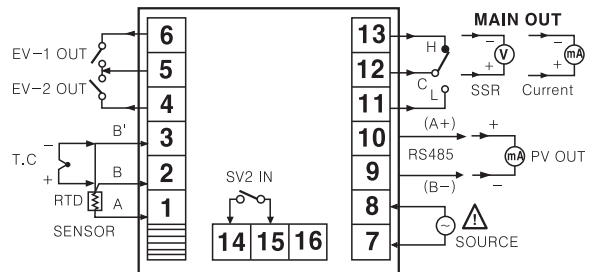 MAIN OUT
6
13
EV-1 OUT
H
5
12
V
mA
EV-2 OUT
C
L
SSR
Current
4
11
B'
(A+)
3
10
T.C
RS485
mA
PV OUT
B
2
SV2 IN
9
(B-)
RTD
A
1
8
SENSOR
14
15
16
7
SOURCE
− + − + − + + −
~
!